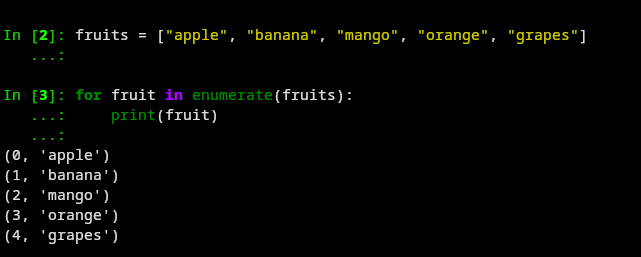 In [2]: fruits = ["apple", "banana", "mango", "orange", "grapes"]
   ...:
In [3]: for fruit in enumerate(fruits):
   ...:     print(fruit)
   ...:
(0, 'apple')
(1, 'banana')
(2, 'mango')
(3, 'orange')
(4, 'grapes')